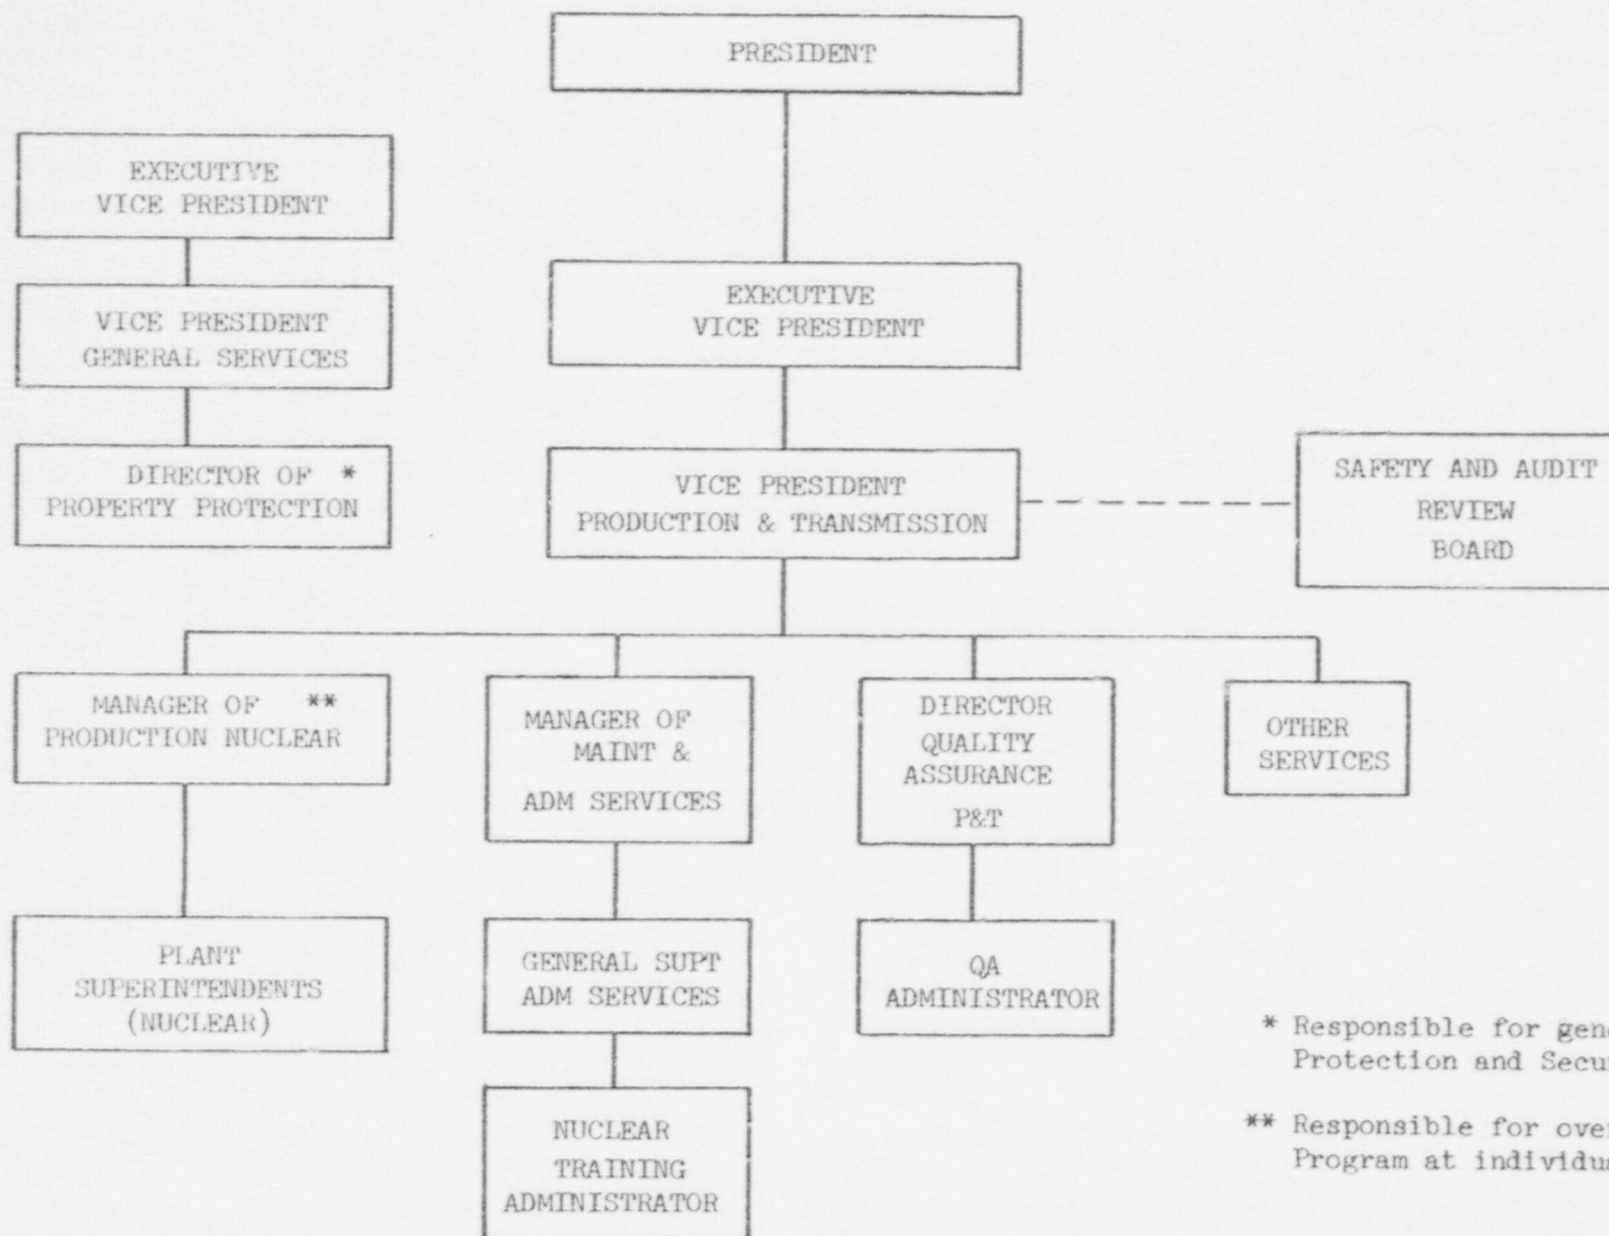 PRESIDENT
EXECUTIVE
VICE PRESIDENT
VICE PRESIDENT
GENERAL SERVICES
DIRECTOR OF *
PROPERTY PROTECTION
EXECUTIVE
VICE PRESIDENT
VICE PRESIDENT
PRODUCTION & TRANSMISSION
SAFETY AND AUDIT
REVIEW
BOARD
MANAGER OF **
PRODUCTION NUCLEAR
MANAGER OF
MAINT &
ADM SERVICES
DIRECTOR
QUALITY
ASSURANCE
P&T
OTHER
SERVICES
PLANT
SUPERINTENDENTS
(NUCLEAR)
GENERAL SUPT
ADM SERVICES
QA
ADMINISTRATOR
NUCLEAR
TRAINING
ADMINISTRATOR
* Responsible for
Protection and
** Responsible for
Program at